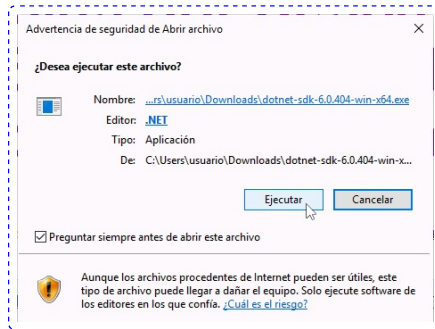 Advertencia de seguridad de Abrir archivo
¿Desea ejecutar este archivo?
Nombre: ...rs\usuario\Downloads\dotnet-sdk-6.0.404-win-x64.exe
Editor: .NET
Tipo: Aplicación
De: C:\Users\usuario\Downloads\dotnet-sdk-6.0.404-win-x...
Ejecutar Cancelar
Preguntar siempre antes de abrir este archivo
Aunque los archivos procedentes de Internet pueden ser útiles, este
tipo de archivo puede llegar a dañar el equipo. Solo ejecute software de
los editores en los que confía. ¿Cuál es el riesgo?